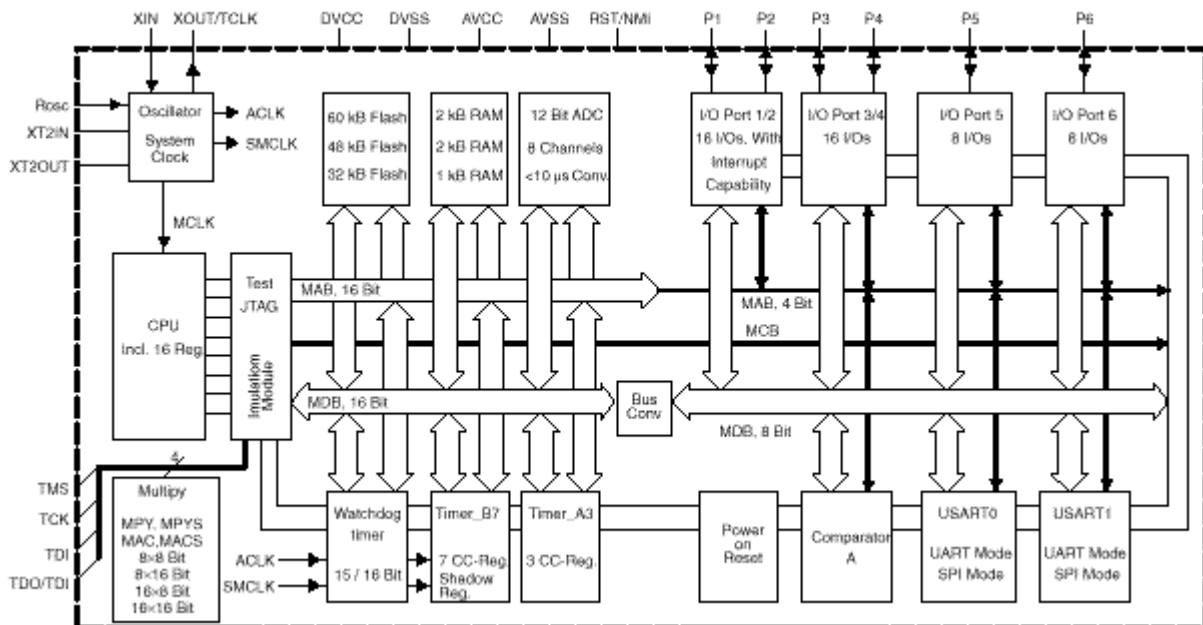 XIN XOUT/TCLK DVCC DVSS AVCC AVSS RST/NMI P1 P2 P3 P4 P5 P6
Rosc
XT2IN
XT2OUT
Oscillator
System
Clock
ACLK
SMCLK
MCLK
60 kB Flash
48 kB Flash
32 kB Flash
2 kB RAM
2 kB RAM
1 kB RAM
12 Bit ADC
8 Channels
<10 µs Conv.
I/O Port 1/2
16 I/Os, With
Interrupt
Capability
I/O Port 3/4
16 I/Os
I/O Port 5
8 I/Os
I/O Port 6
8 I/Os
CPU
Incl. 16 Reg.
Test
JTAG
Imulatiom
Module
MAB, 16 Bit
MAB, 4 Bit
MCB
MDB, 16 Bit
Bus
Conv
MDB, 8 Bit
4
TMS
TCK
TDI
TDO/TDI
Multipy
MPY, MPYS
MAC,MACS
8×8 Bit
8×16 Bit
16×8 Bit
16×16 Bit
ACLK
SMCLK
Watchdog
timer
15 / 16 Bit
Timer_B7
7 CC-Reg.
Shadow
Reg.
Timer_A3
3 CC-Reg.
Power
on
Reset
Comparator
A
USART0
UART Mode
SPI Mode
USART1
UART Mode
SPI Mode